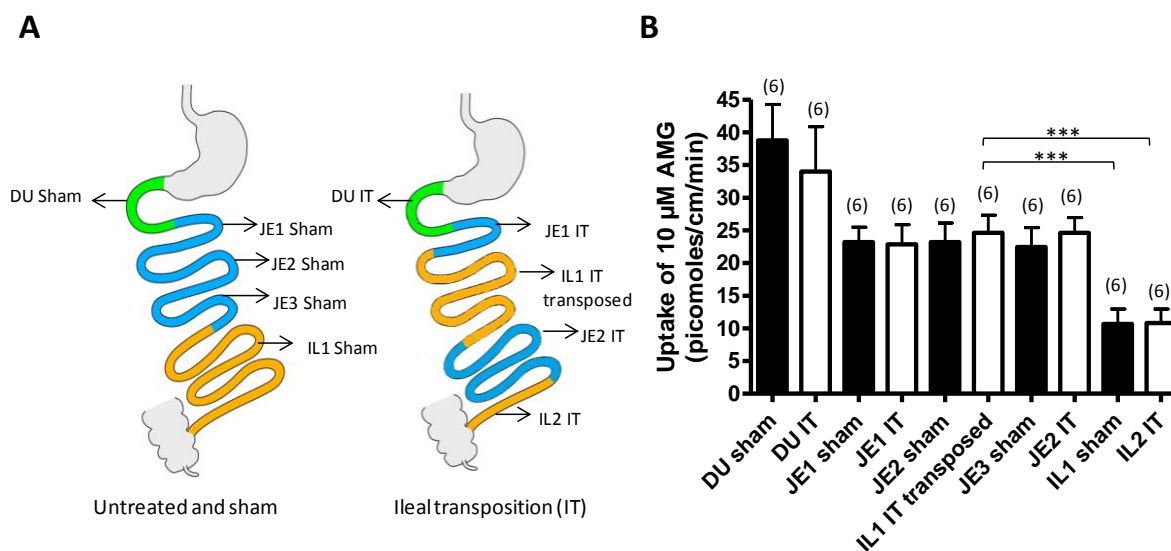 A
DU Sham
JE1 Sham
JE2 Sham
JE3 Sham
IL1 Sham
Untreated and sham
DU IT
JE1 IT
IL1 IT
transposed
JE2 IT
IL2 IT
Ileal transposition (IT)
B
Uptake of 10 µM AMG
(picomoles/cm/min)
45
40
35
30
25
20
15
10
5
0
(6)
(6)
(6)
(6)
(6)
(6)
(6)
(6)
(6)
(6)
***
***
DU sham
DU IT
JE1 sham
JE1 IT
JE2 sham
IL1 IT transposed
JE3 sham
JE2 IT
IL1 sham
IL2 IT